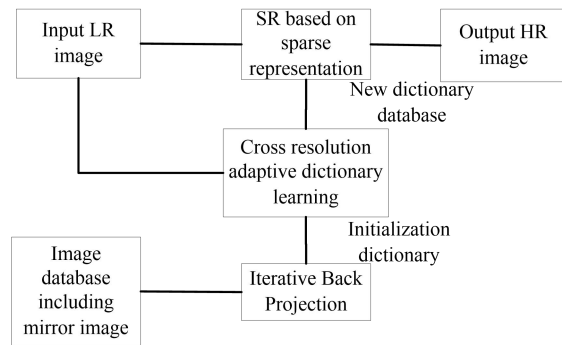 Input LR
image
SR based on
sparse
representation
Output HR
image
New dictionary
database
Cross resolution
adaptive dictionary
learning
Initialization
dictionary
Image
database
including
mirror image
Iterative Back
Projection